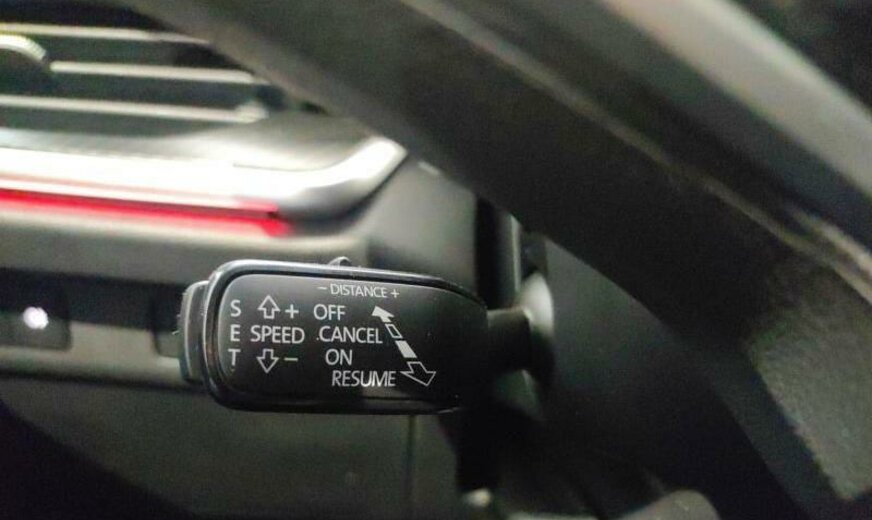 - DISTANCE +
S + OFF
E SPEED CANCEL
T - ON
RESUME